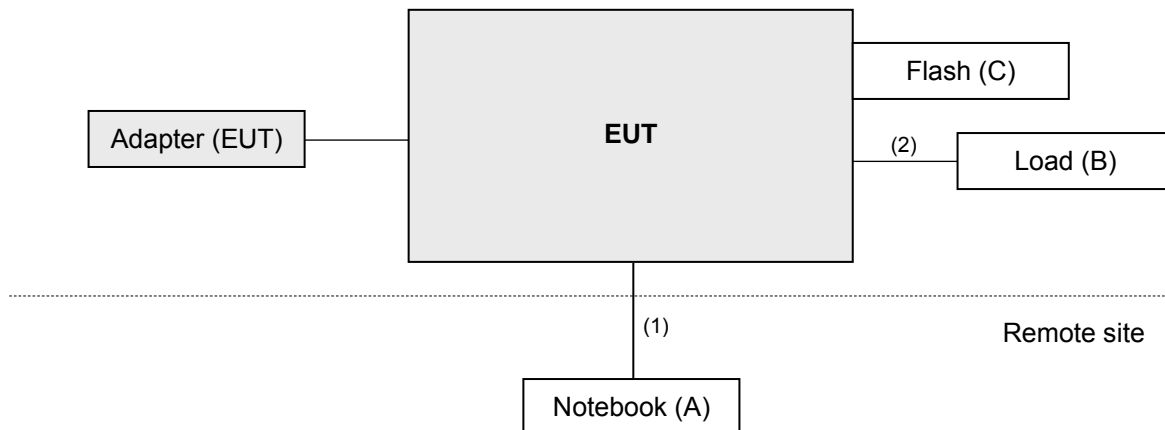 Flash (C)
Adapter (EUT)
EUT
(2)
Load (B)
(1)
Remote site
Notebook (A)